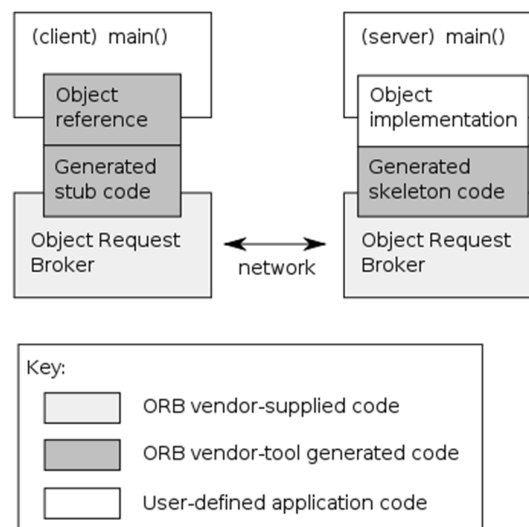 (client) main()
Object
reference
Generated
stub code
Object Request
Broker
network
(server) main()
Object
implementation
Generated
skeleton code
Object Request
Broker
Key:
ORB vendor-supplied code
ORB vendor-tool generated code
User-defined application code